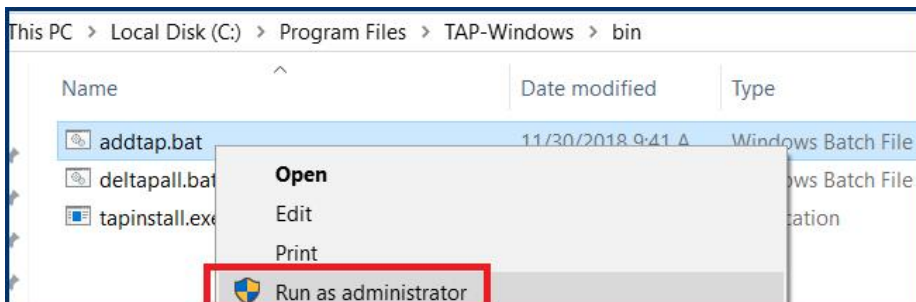 This PC > Local Disk (C:) > Program Files > TAP-Windows > bin
Name Date modified Type
addtap.bat 11/30/2018 9:41 A Windows Batch File
deltapall.bat ows Batch File
tapinstall.exe cation
Open
Edit
Print
Run as administrator